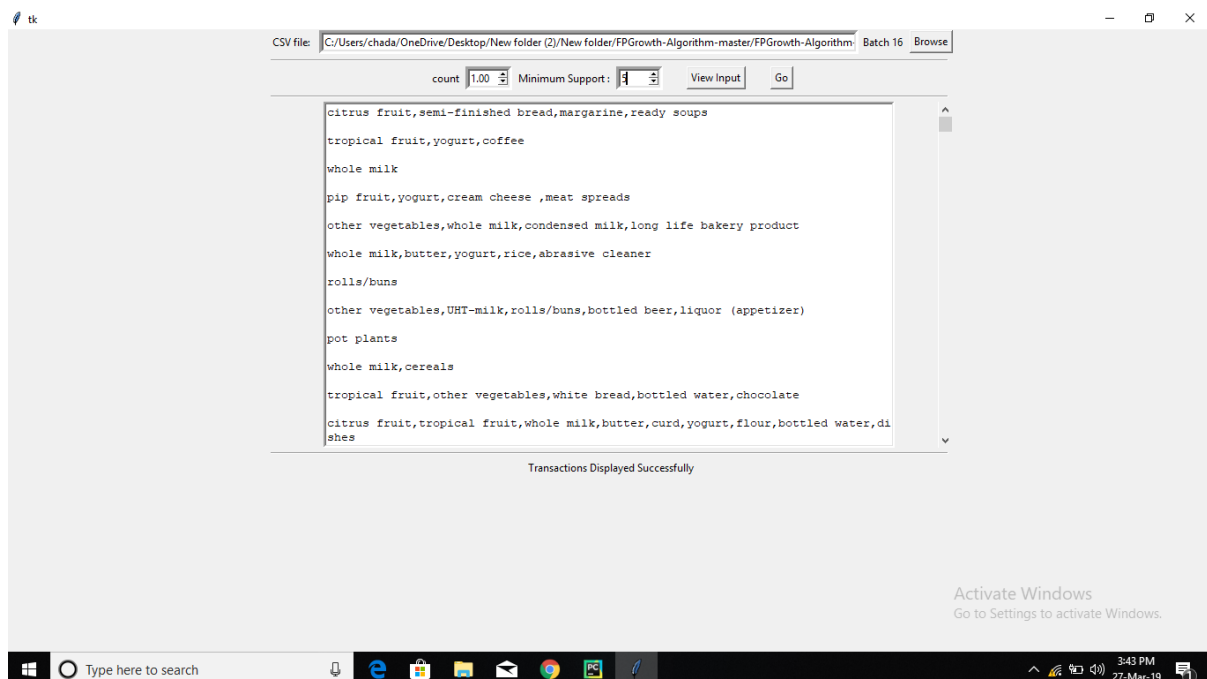 tk
CSV file: C:/Users/chada/OneDrive/Desktop/New folder (2)/New folder/FPGrowth-Algorithm-master/FPGrowth-Algorithm- Batch 16 Browse
count 1.00 Minimum Support : 5 View Input Go
citrus fruit,semi-finished bread,margarine,ready soups
tropical fruit,yogurt,coffee
whole milk
pip fruit,yogurt,cream cheese ,meat spreads
other vegetables,whole milk,condensed milk,long life bakery product
whole milk,butter,yogurt,rice,abrasive cleaner
rolls/buns
other vegetables,UHT-milk,rolls/buns,bottled beer,liquor (appetizer)
pot plants
whole milk,cereals
tropical fruit,other vegetables,white bread,bottled water,chocolate
citrus fruit,tropical fruit,whole milk,butter,curd,yogurt,flour,bottled water,di
shes
Transactions Displayed Successfully
Activate Windows
Go to Settings to activate Windows.
Type here to search PC 3:43 PM
27-Mar-19 1